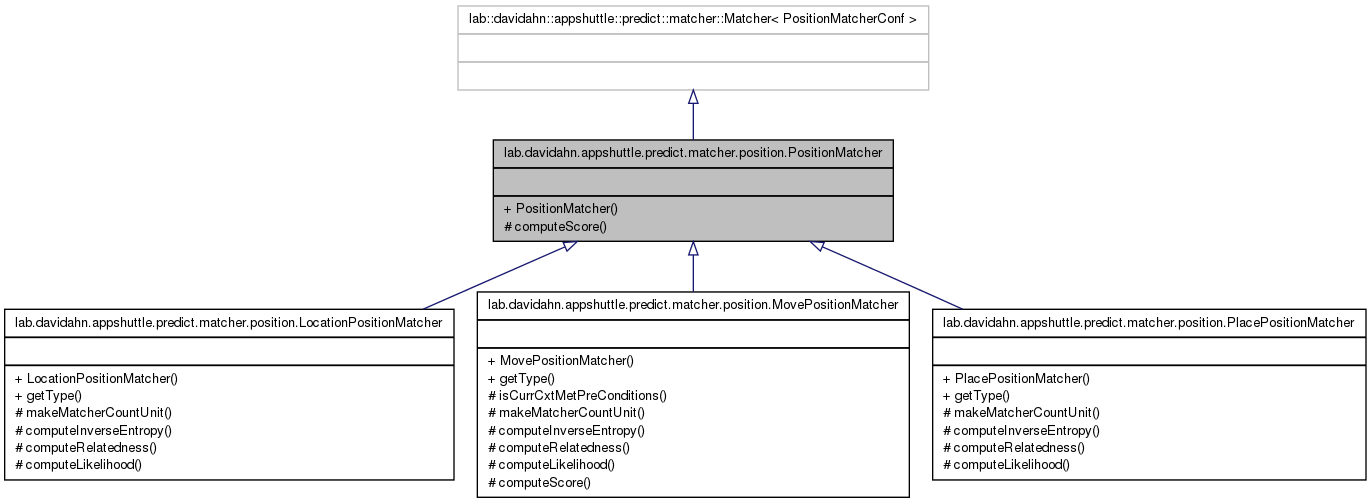 lab::davidahn::appshuttle::predict::matcher::Matcher< PositionMatcherConf >
lab.davidahn.appshuttle.predict.matcher.position.PositionMatcher
+ PositionMatcher()
# computeScore()
lab.davidahn.appshuttle.predict.matcher.position.LocationPositionMatcher
+ LocationPositionMatcher()
+ getType()
# makeMatcherCountUnit()
# computeInverseEntropy()
# computeRelatedness()
# computeLikelihood()
lab.davidahn.appshuttle.predict.matcher.position.MovePositionMatcher
+ MovePositionMatcher()
+ getType()
# isCurrCxtMetPreConditions()
# makeMatcherCountUnit()
# computeInverseEntropy()
# computeRelatedness()
# computeLikelihood()
# computeScore()
lab.davidahn.appshuttle.predict.matcher.position.PlacePositionMatcher
+ PlacePositionMatcher()
+ getType()
# makeMatcherCountUnit()
# computeInverseEntropy()
# computeRelatedness()
# computeLikelihood()